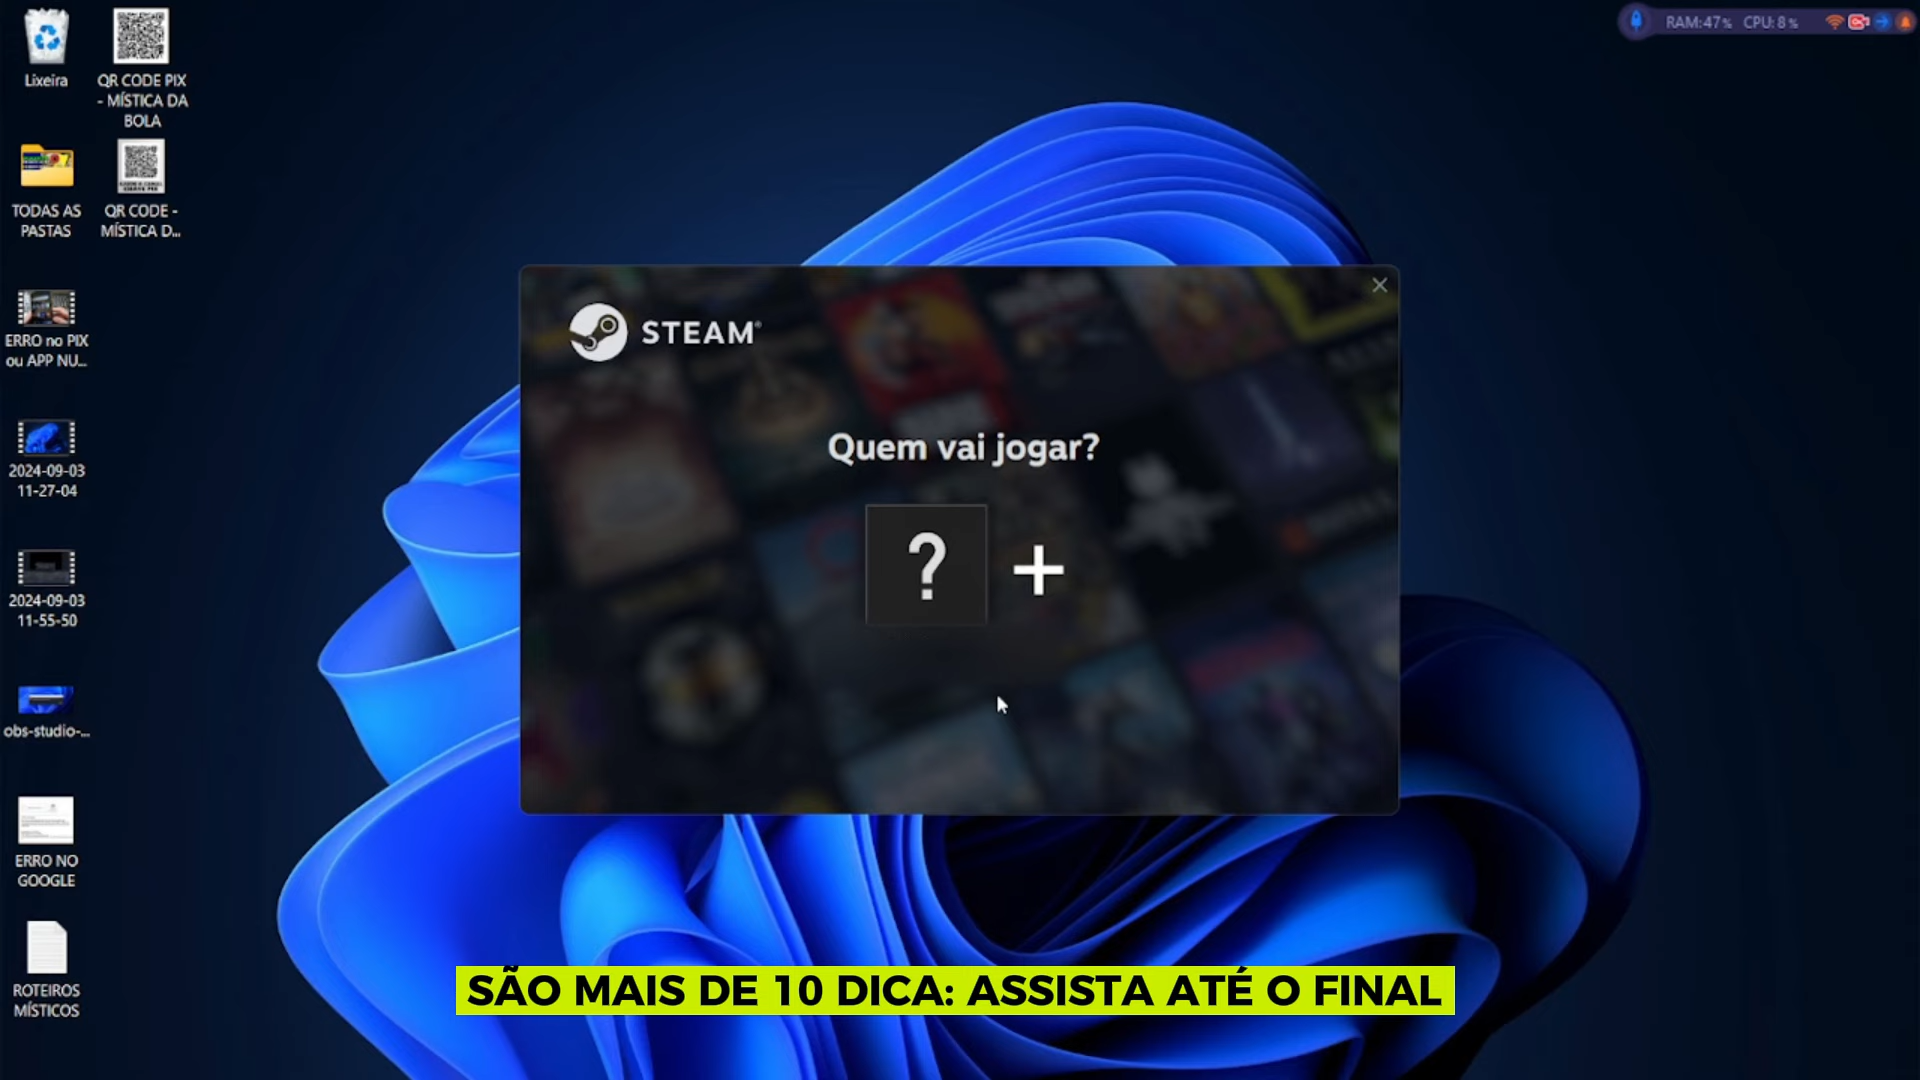 Lixeira
QR CODE PIX
- MÍSTICA DA
BOLA
TODAS AS
PASTAS
QR CODE -
MÍSTICA D...
ERRO no PIX
ou APP NU...
2024-09-03
11-27-04
2024-09-03
11-55-50
obs-studio-...
ERRO NO
GOOGLE
ROTEIROS
MÍSTICOS
RAM:47% CPU:8%
STEAM®
Quem vai jogar?
?
+
SÃO MAIS DE 10 DICA: ASSISTA ATÉ O FINAL